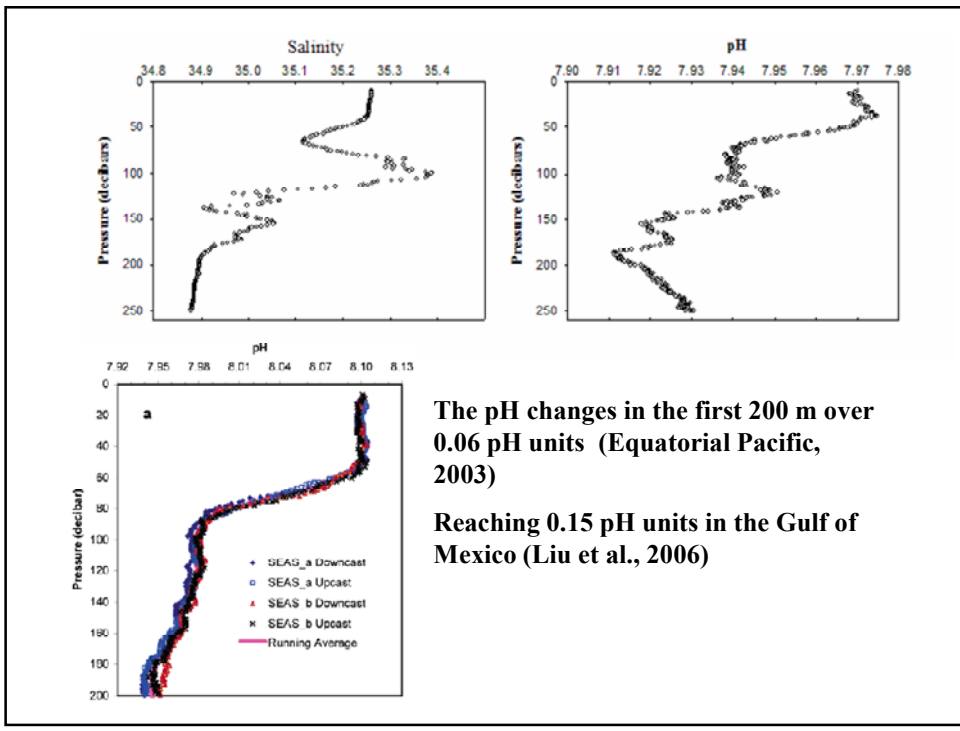 Salinity
34.8 34.9 35.0 35.1 35.2 35.3 35.4
0
50
100
150
200
250
Pressure (decibars)
pH
7.90 7.91 7.92 7.93 7.94 7.95 7.96 7.97 7.98
0
50
100
150
200
250
Pressure (decibars)
pH
7.92 7.95 7.98 8.01 8.04 8.07 8.10 8.13
0
20
40
60
80
100
120
140
160
180
200
Pressure (decibar)
a
SEAS_a Downcast
SEAS_a Upcast
SEAS_b Downcast
SEAS_b Upcast
Running Average
The pH changes in the first 200 m over
0.06 pH units (Equatorial Pacific,
2003)
Reaching 0.15 pH units in the Gulf of
Mexico (Liu et al., 2006)